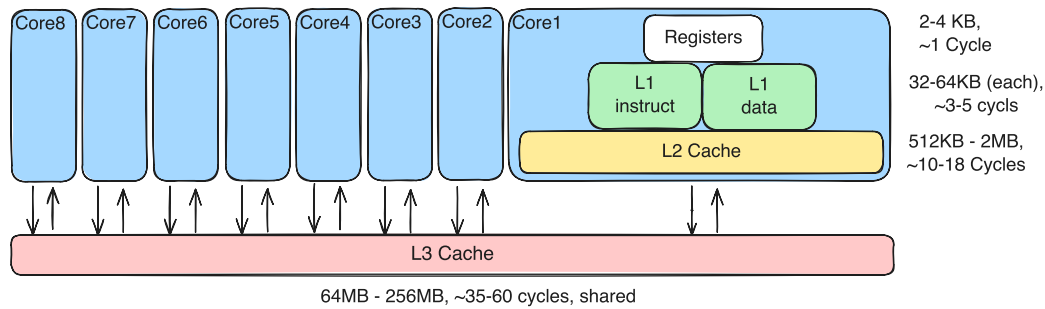 Core8
Core7
Core6
Core5
Core4
Core3
Core2
Core1
Registers
2-4 KB,
~1 Cycle
L1
instruct
L1
data
32-64KB (each),
~3-5 cycls
L2 Cache
512KB - 2MB,
~10-18 Cycles
L3 Cache
64MB - 256MB, ~35-60 cycles, shared